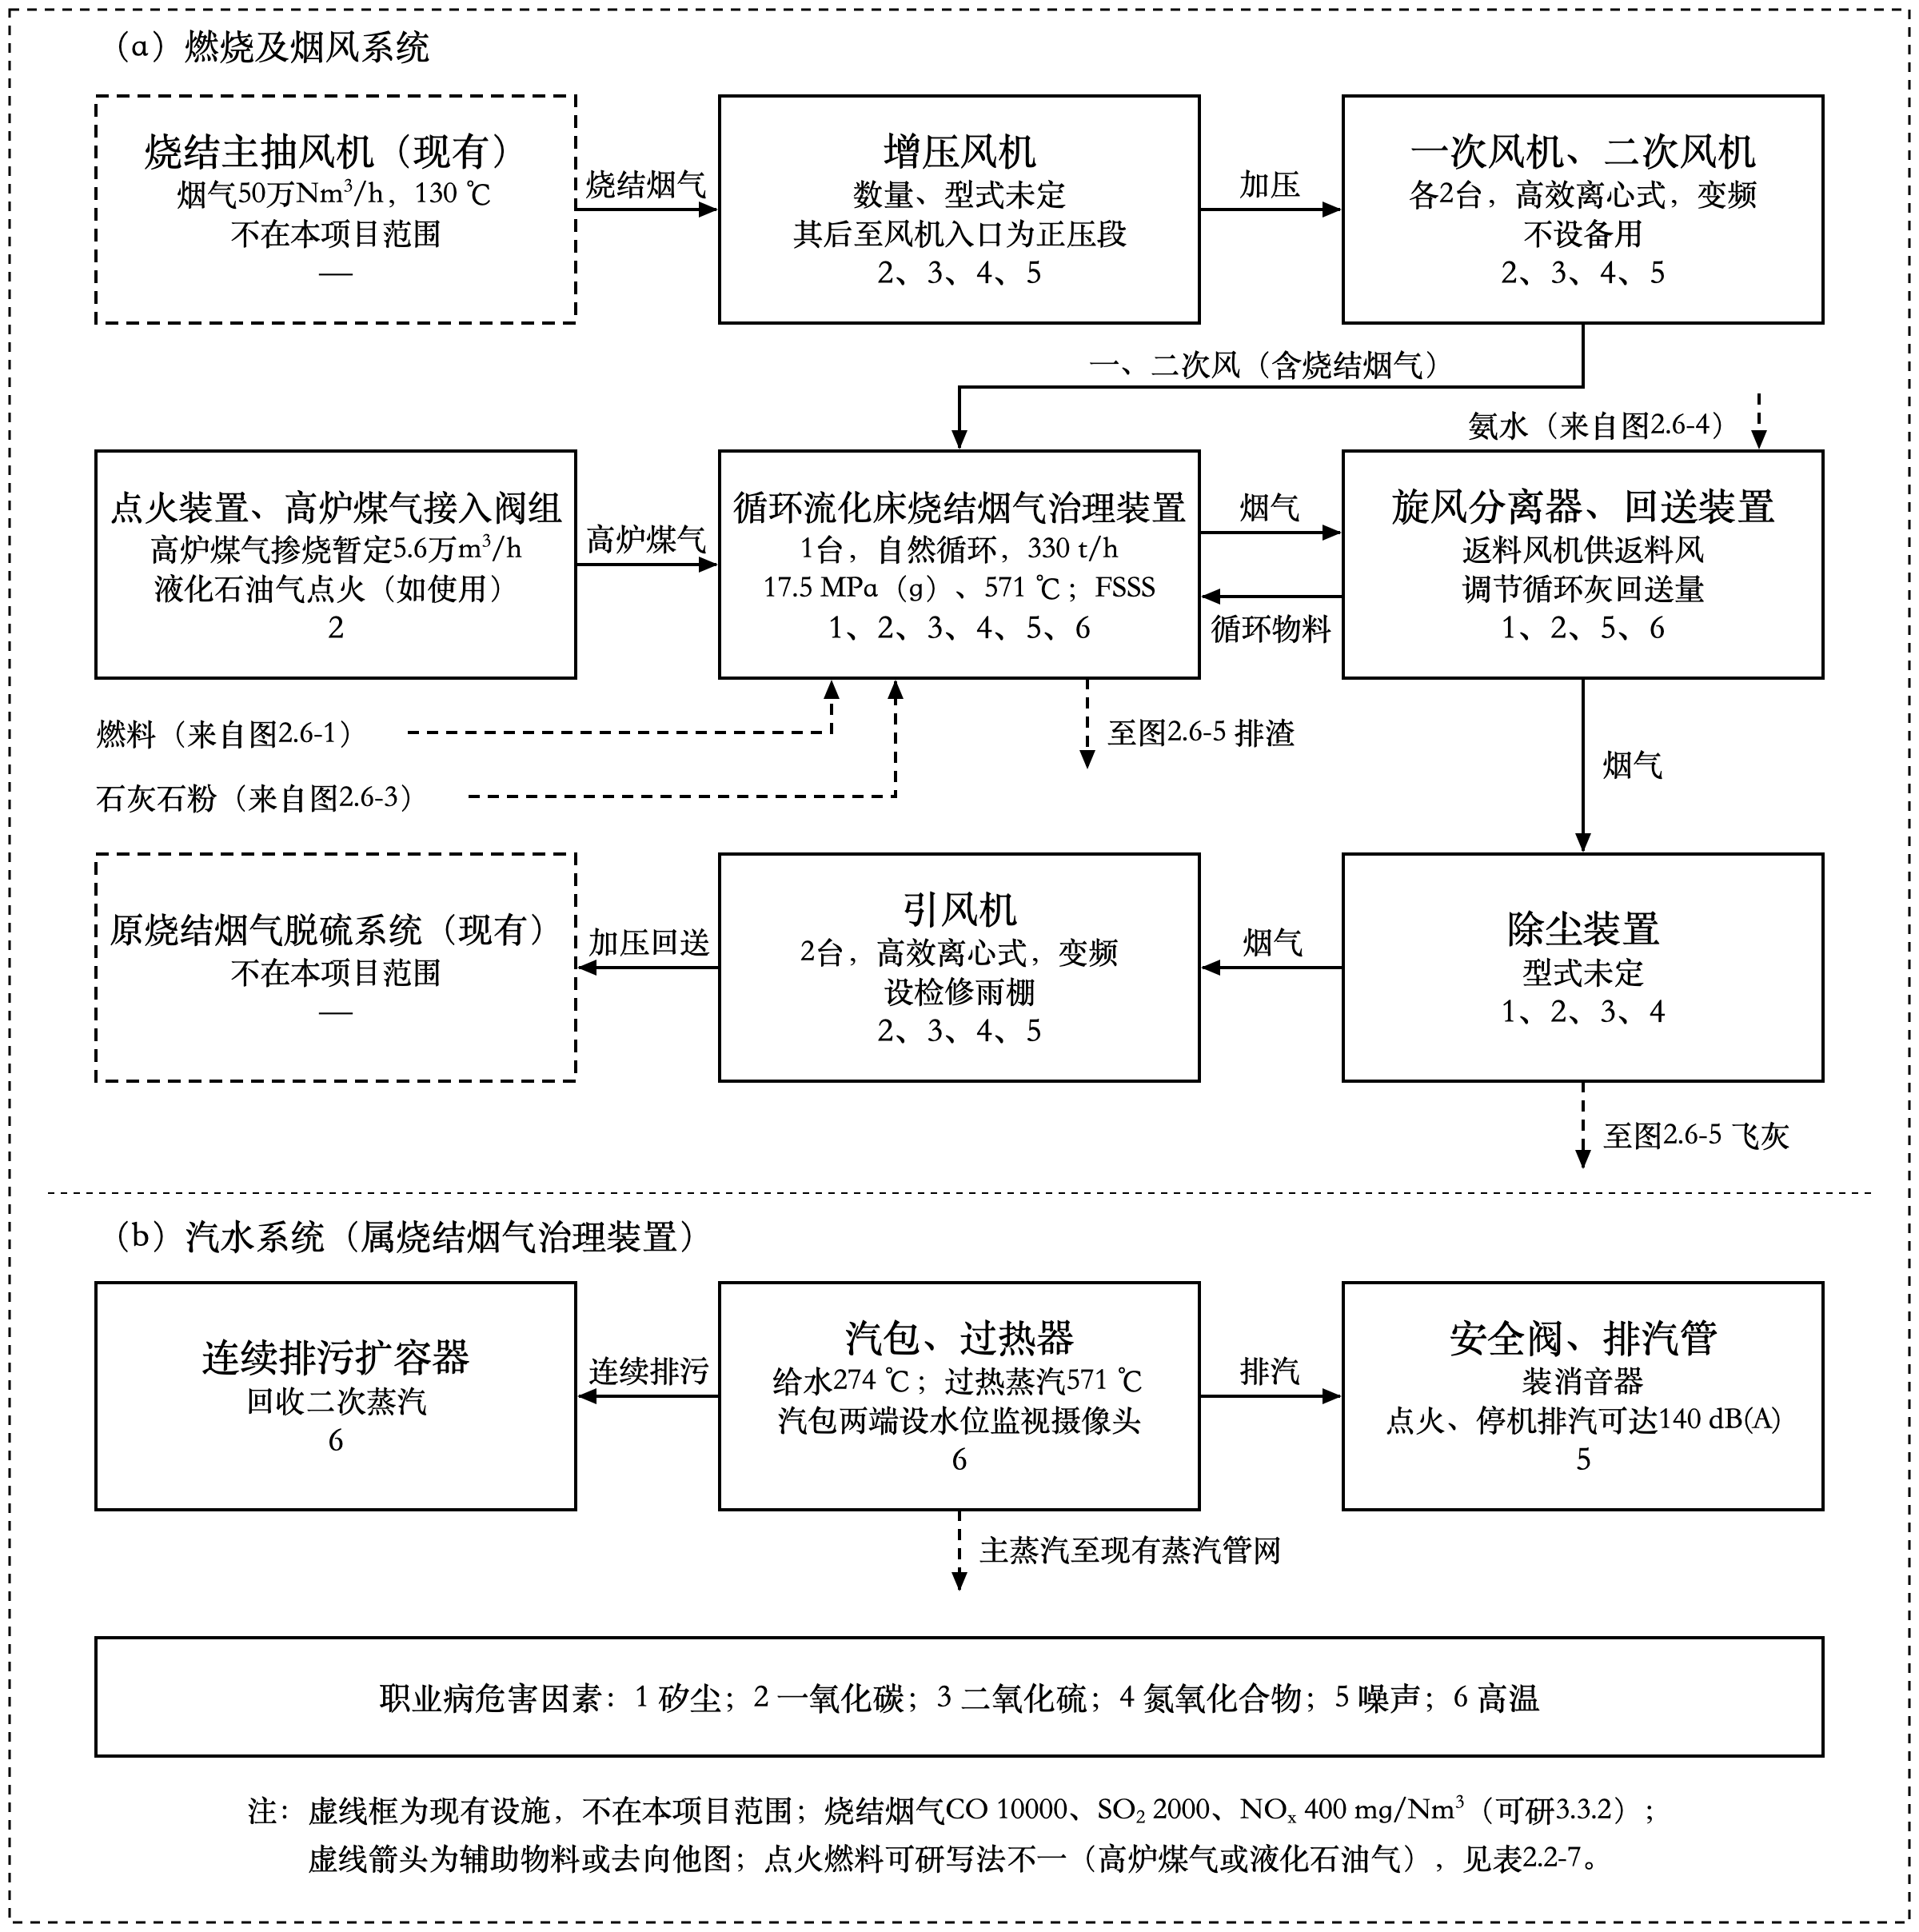 （a）燃烧及烟风系统
烧结主抽风机（现有）
烟气50万Nm³/h，130 ℃
不在本项目范围
—
烧结烟气
增压风机
数量、型式未定
其后至风机入口为正压段
2、3、4、5
加压
一次风机、二次风机
各2台，高效离心式，变频
不设备用
2、3、4、5
一、二次风（含烧结烟气）
氨水（来自图2.6-4）
点火装置、高炉煤气接入阀组
高炉煤气掺烧暂定5.6万m³/h
液化石油气点火（如使用）
2
高炉煤气
循环流化床烧结烟气治理装置
1台，自然循环，330 t/h
17.5 MPa（g）、571 ℃；FSSS
1、2、3、4、5、6
烟气
循环物料
旋风分离器、回送装置
返料风机供返料风
调节循环灰回送量
1、2、5、6
燃料（来自图2.6-1）
至图2.6-5 排渣
烟气
石灰石粉（来自图2.6-3）
原烧结烟气脱硫系统（现有）
不在本项目范围
—
加压回送
引风机
2台，高效离心式，变频
设检修雨棚
2、3、4、5
烟气
除尘装置
型式未定
1、2、3、4
至图2.6-5 飞灰
（b）汽水系统（属烧结烟气治理装置）
连续排污扩容器
回收二次蒸汽
6
连续排污
汽包、过热器
给水274 ℃；过热蒸汽571 ℃
汽包两端设水位监视摄像头
6
排汽
安全阀、排汽管
装消音器
点火、停机排汽可达140 dB(A)
5
主蒸汽至现有蒸汽管网
职业病危害因素：1 矽尘；2 一氧化碳；3 二氧化硫；4 氮氧化合物；5 噪声；6 高温
注：虚线框为现有设施，不在本项目范围；烧结烟气CO 10000、SO₂ 2000、NOₓ 400 mg/Nm³（可研3.3.2）；
虚线箭头为辅助物料或去向他图；点火燃料可研写法不一（高炉煤气或液化石油气），见表2.2-7。